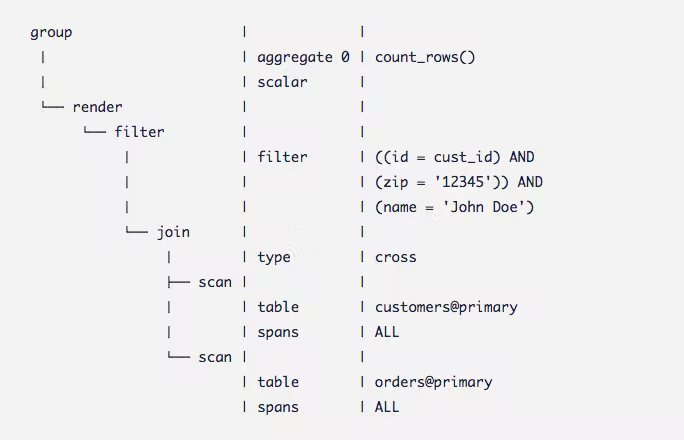 group                    |             |
 |                       | aggregate 0 | count_rows()
 |                       | scalar      |
 └── render              |             |
      └── filter         |             |
           |             | filter      | ((id = cust_id) AND
           |             |             | (zip = '12345')) AND
           |             |             | (name = 'John Doe')
           └── join      |             |
                |        | type        | cross
                ├── scan |             |
                |        | table       | customers@primary
                |        | spans       | ALL
                └── scan |             |
                         | table       | orders@primary
                         | spans       | ALL